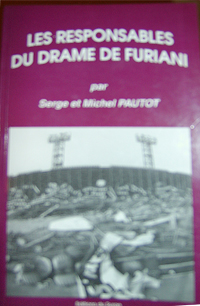 LES RESPONSABLES
DU DRAME DE FURIANI
par
Serge et Michel PAUTOT